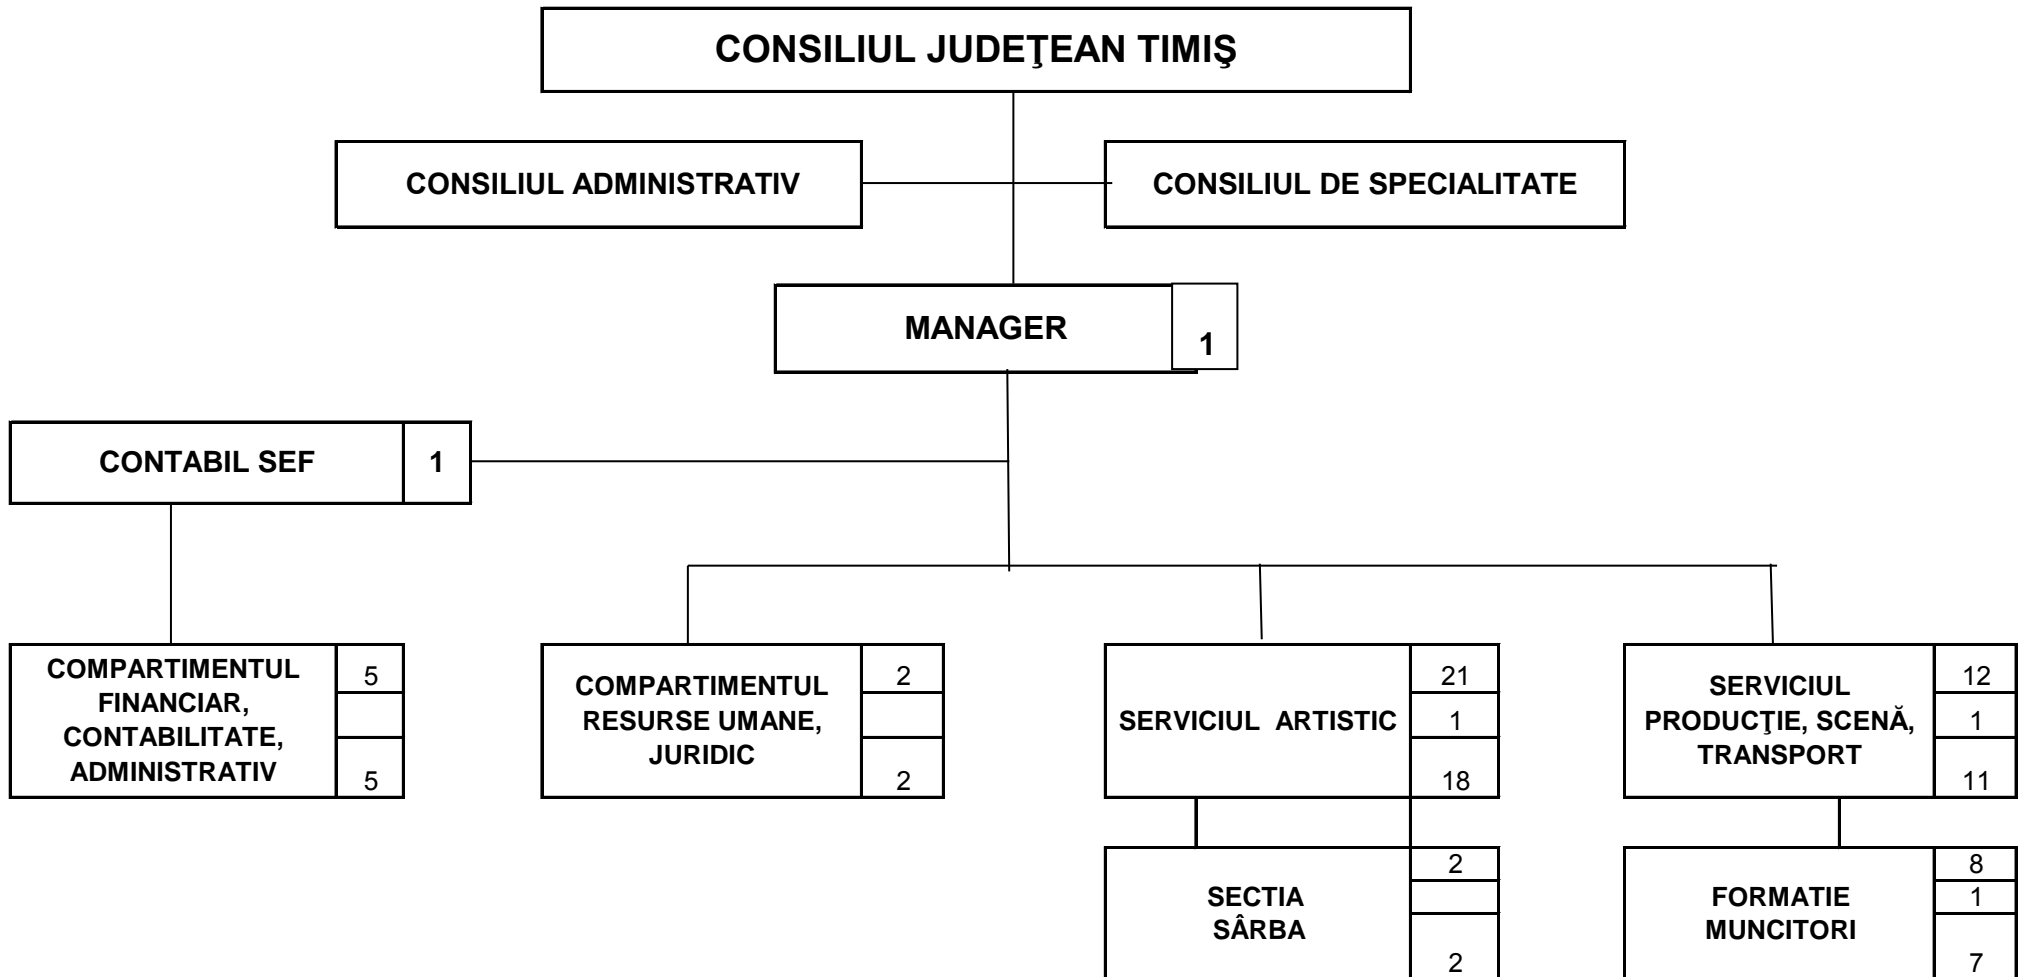 CONSILIUL JUDEŢEAN TIMIŞ
CONSILIUL ADMINISTRATIV
CONSILIUL DE SPECIALITATE
MANAGER
1
CONTABIL SEF
1
COMPARTIMENTUL
FINANCIAR,
CONTABILITATE,
ADMINISTRATIV
5
5
COMPARTIMENTUL
RESURSE UMANE,
JURIDIC
2
2
SERVICIUL ARTISTIC
21
1
18
SERVICIUL
PRODUCŢIE, SCENĂ,
TRANSPORT
12
1
11
SECTIA
SÂRBA
2
2
FORMATIE
MUNCITORI
8
1
7